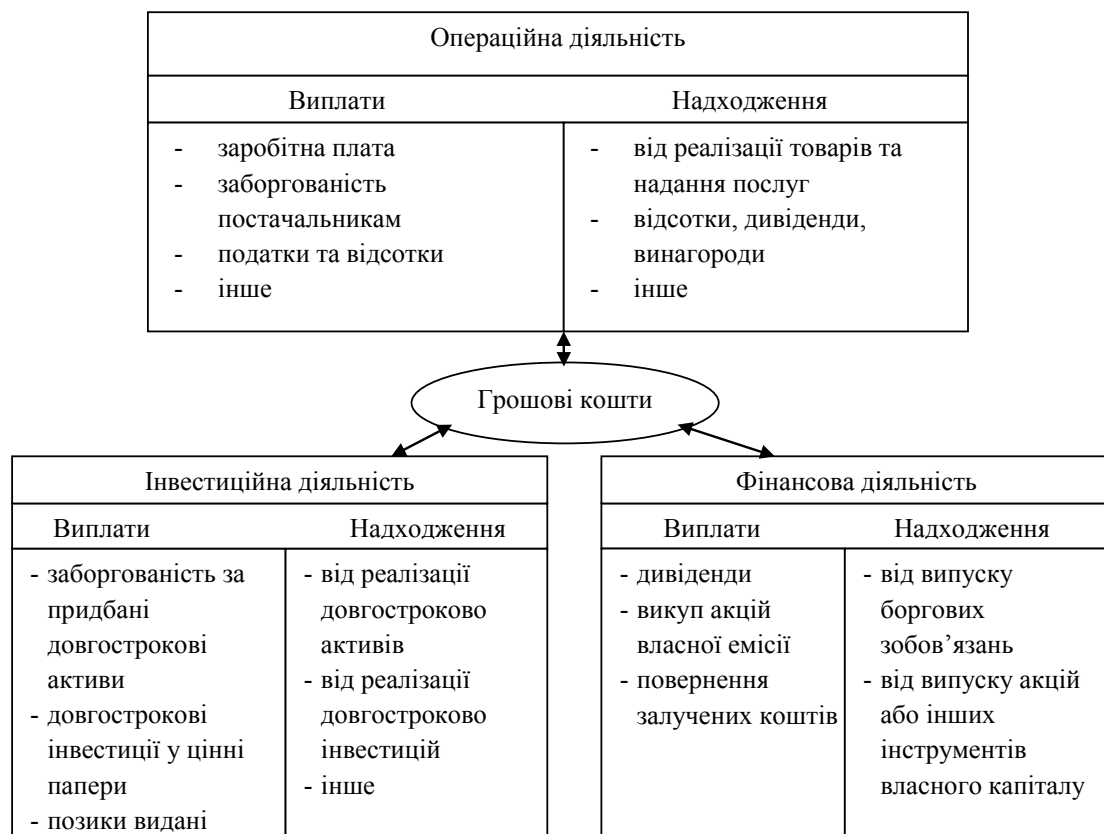 Операційна діяльність
Виплати
Надходження
- заробітна плата
- заборгованість
постачальникам
- податки та відсотки
- інше
- від реалізації товарів та
надання послуг
- відсотки, дивіденди,
винагороди
- інше
Грошові кошти
Інвестиційна діяльність
Виплати
Надходження
- заборгованість за
придбані
довгострокові
активи
- довгострокові
інвестиції у цінні
папери
- позики видані
- від реалізації
довгостроково
активів
- від реалізації
довгостроково
інвестицій
- інше
Фінансова діяльність
Виплати
Надходження
- дивіденди
- викуп акцій
власної емісії
- повернення
залучених коштів
- від випуску
боргових
зобов’язань
- від випуску акцій
або інших
інструментів
власного капіталу